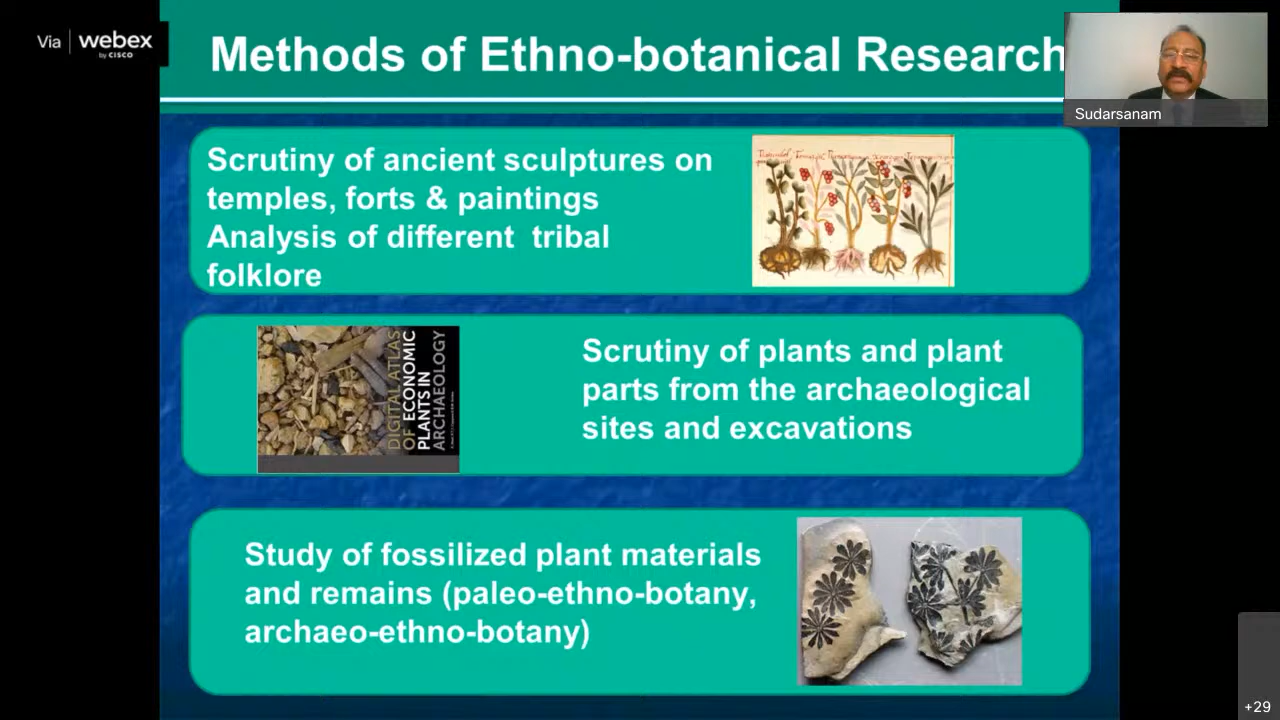 Via | webex
by CISCO
Methods of Ethno-botanical Research
Sudarsanam
Scrutiny of ancient sculptures on
temples, forts & paintings
Analysis of different tribal
folklore
DIGITAL ATLAS
OF ECONOMIC
PLANTS IN
ARCHAEOLOGY
Scrutiny of plants and plant
parts from the archaeological
sites and excavations
Study of fossilized plant materials
and remains (paleo-ethno-botany,
archaeo-ethno-botany)
+29